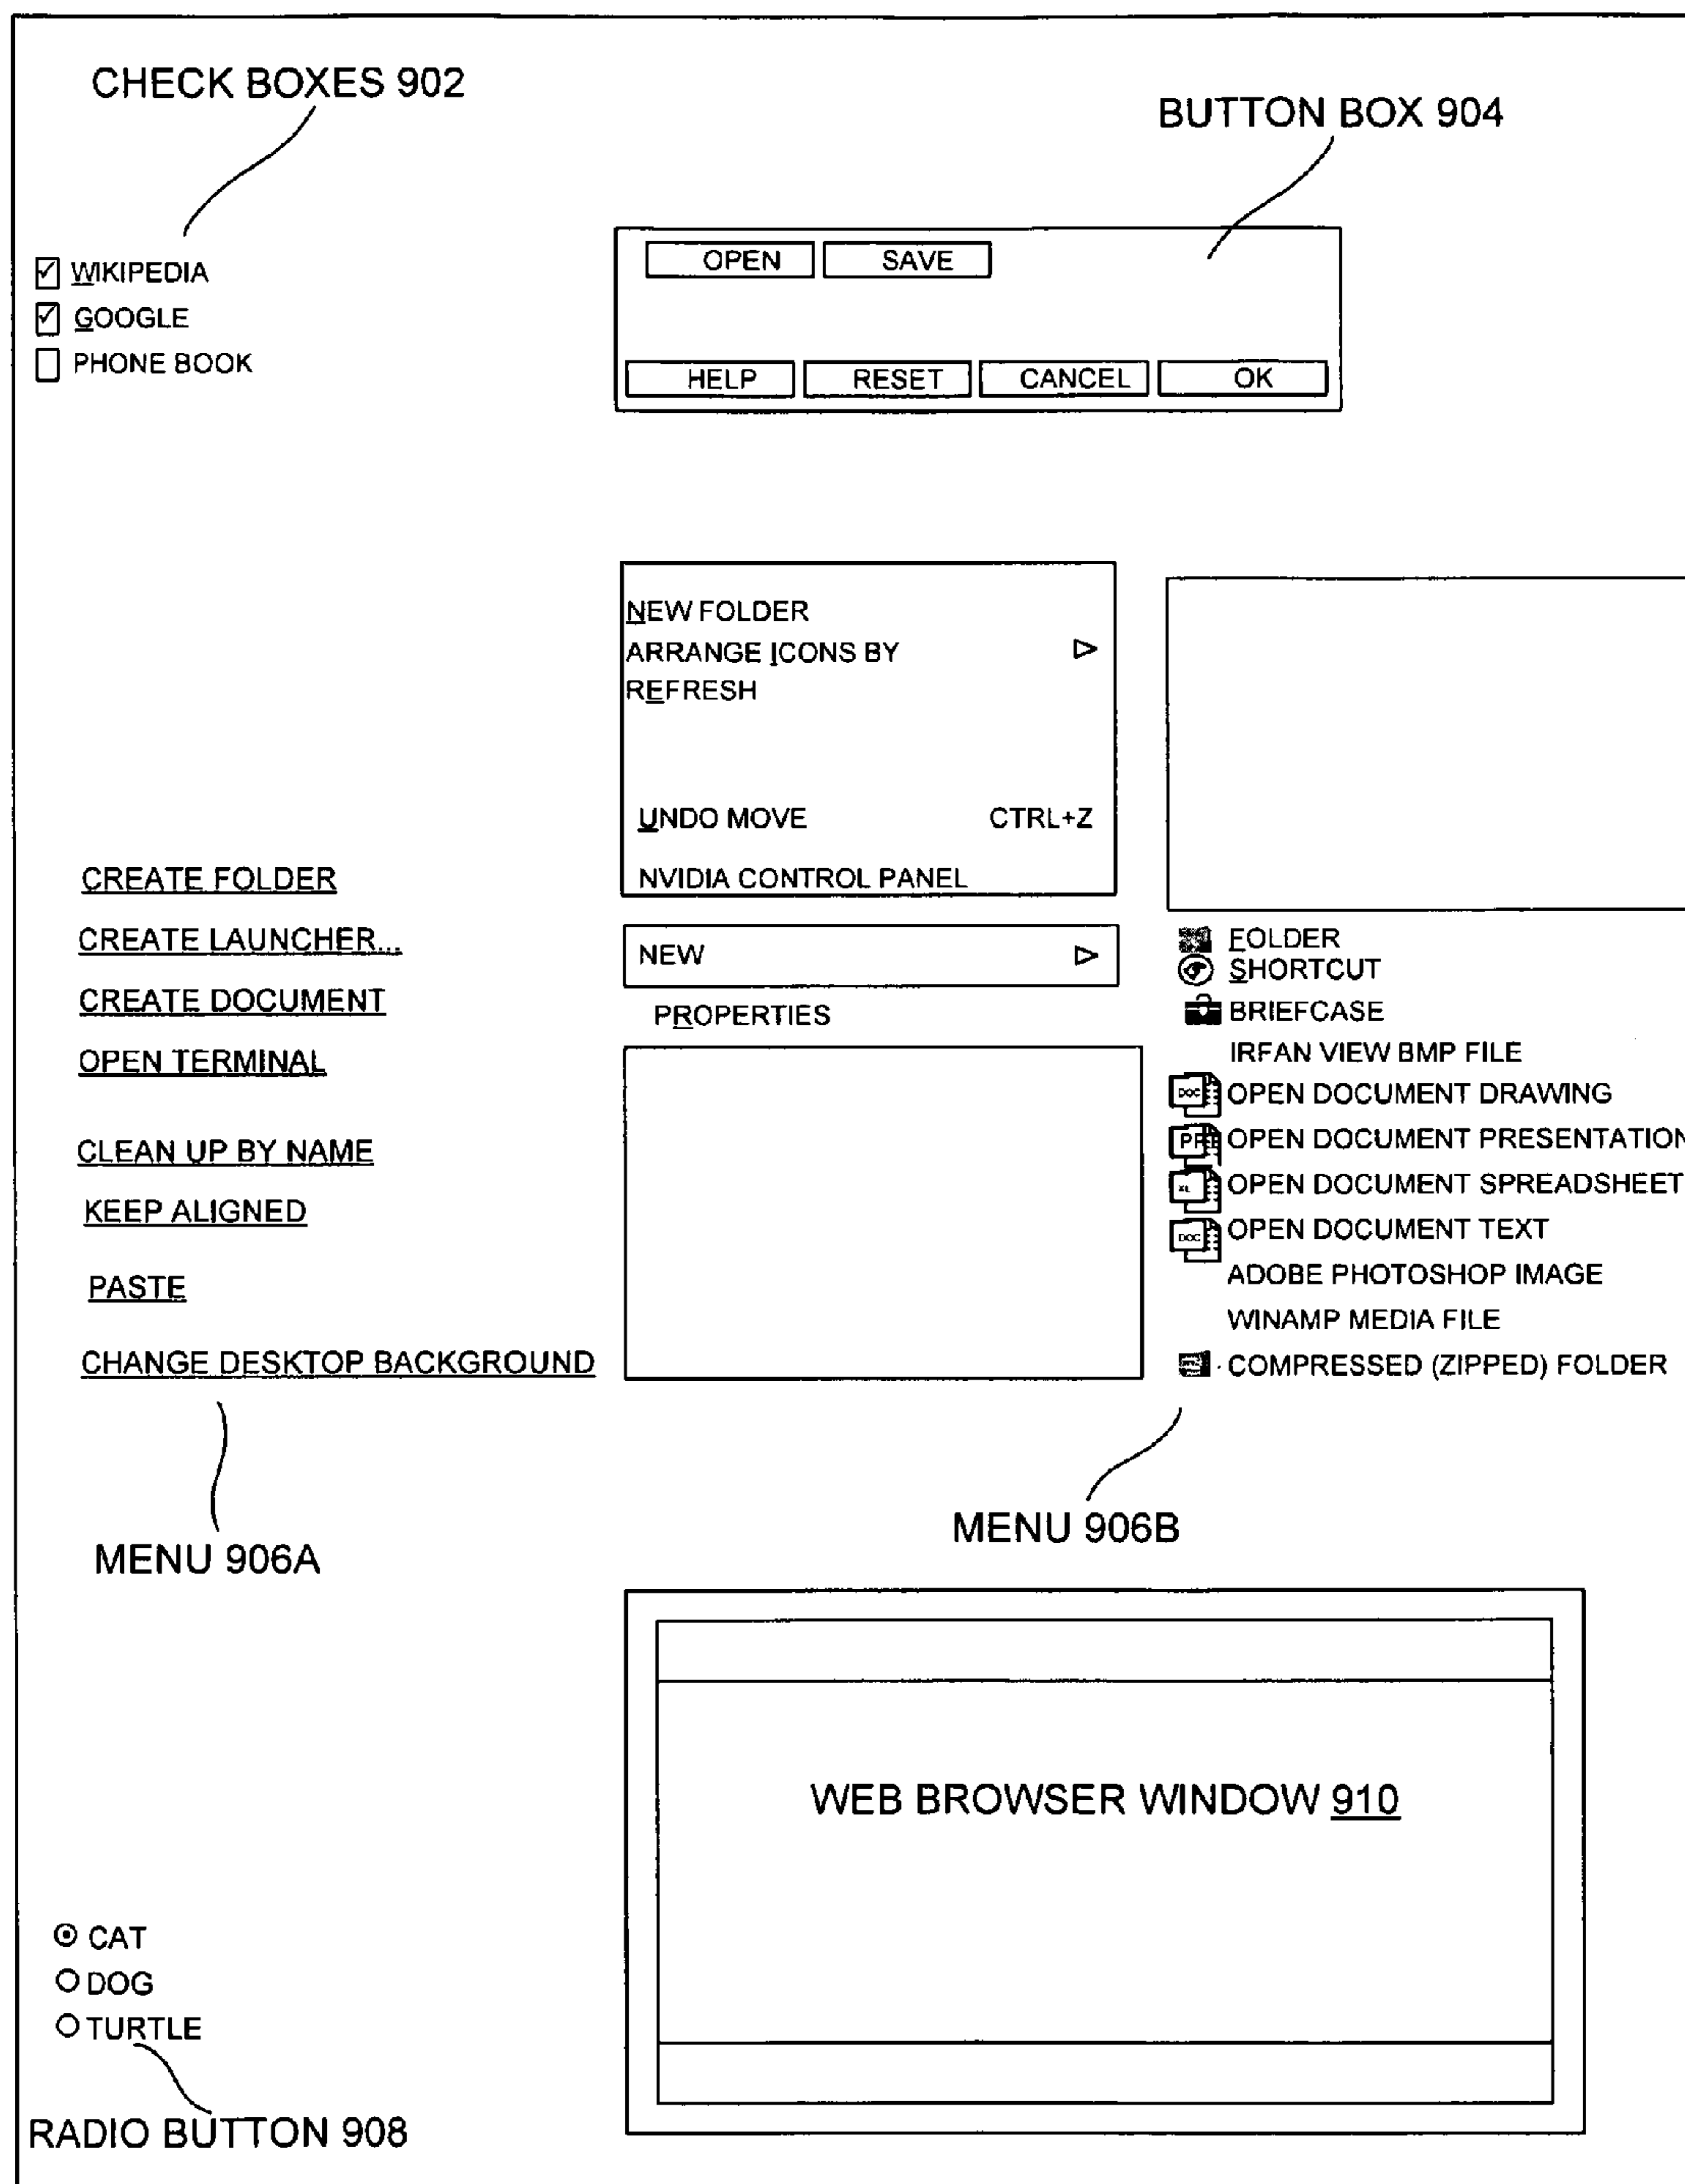 CHECK BOXES 902
BUTTON BOX 904
WIKIPEDIA
GOOGLE
PHONE BOOK
OPEN
SAVE
HELP
RESET
CANCEL
OK
NEW FOLDER
ARRANGE ICONS BY
REFRESH
UNDO MOVE CTRL+Z
NVIDIA CONTROL PANEL
NEW
PROPERTIES
CREATE FOLDER
CREATE LAUNCHER...
CREATE DOCUMENT
OPEN TERMINAL
CLEAN UP BY NAME
KEEP ALIGNED
PASTE
CHANGE DESKTOP BACKGROUND
MENU 906A
FOLDER
SHORTCUT
BRIEFCASE
IRFAN VIEW BMP FILE
DOC OPEN DOCUMENT DRAWING
OPEN DOCUMENT PRESENTATION
XL OPEN DOCUMENT SPREADSHEET
DOC OPEN DOCUMENT TEXT
ADOBE PHOTOSHOP IMAGE
WINAMP MEDIA FILE
COMPRESSED (ZIPPED) FOLDER
MENU 906B
WEB BROWSER WINDOW 910
CAT
DOG
TURTLE
RADIO BUTTON 908